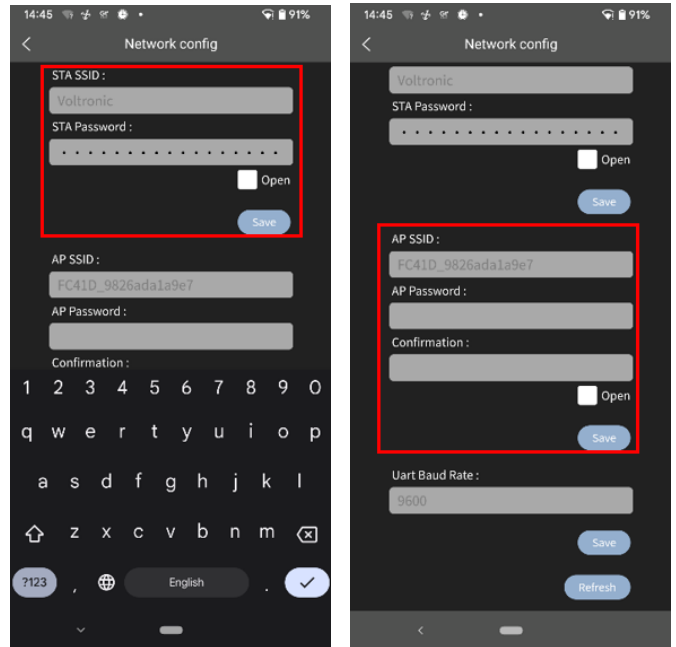 14:45
91%
Network config
STA SSID :
Voltronic
STA Password :
Open
Save
AP SSID :
FC41D_9826ada1a9e7
AP Password :
Confirmation :
1 2 3 4 5 6 7 8 9 0
q w e r t y u i o p
a s d f g h j k l
z x c v b n m
?123 , English .
14:45
91%
Network config
Voltronic
STA Password :
Open
Save
AP SSID :
FC41D_9826ada1a9e7
AP Password :
Confirmation :
Open
Save
Uart Baud Rate :
9600
Save
Refresh